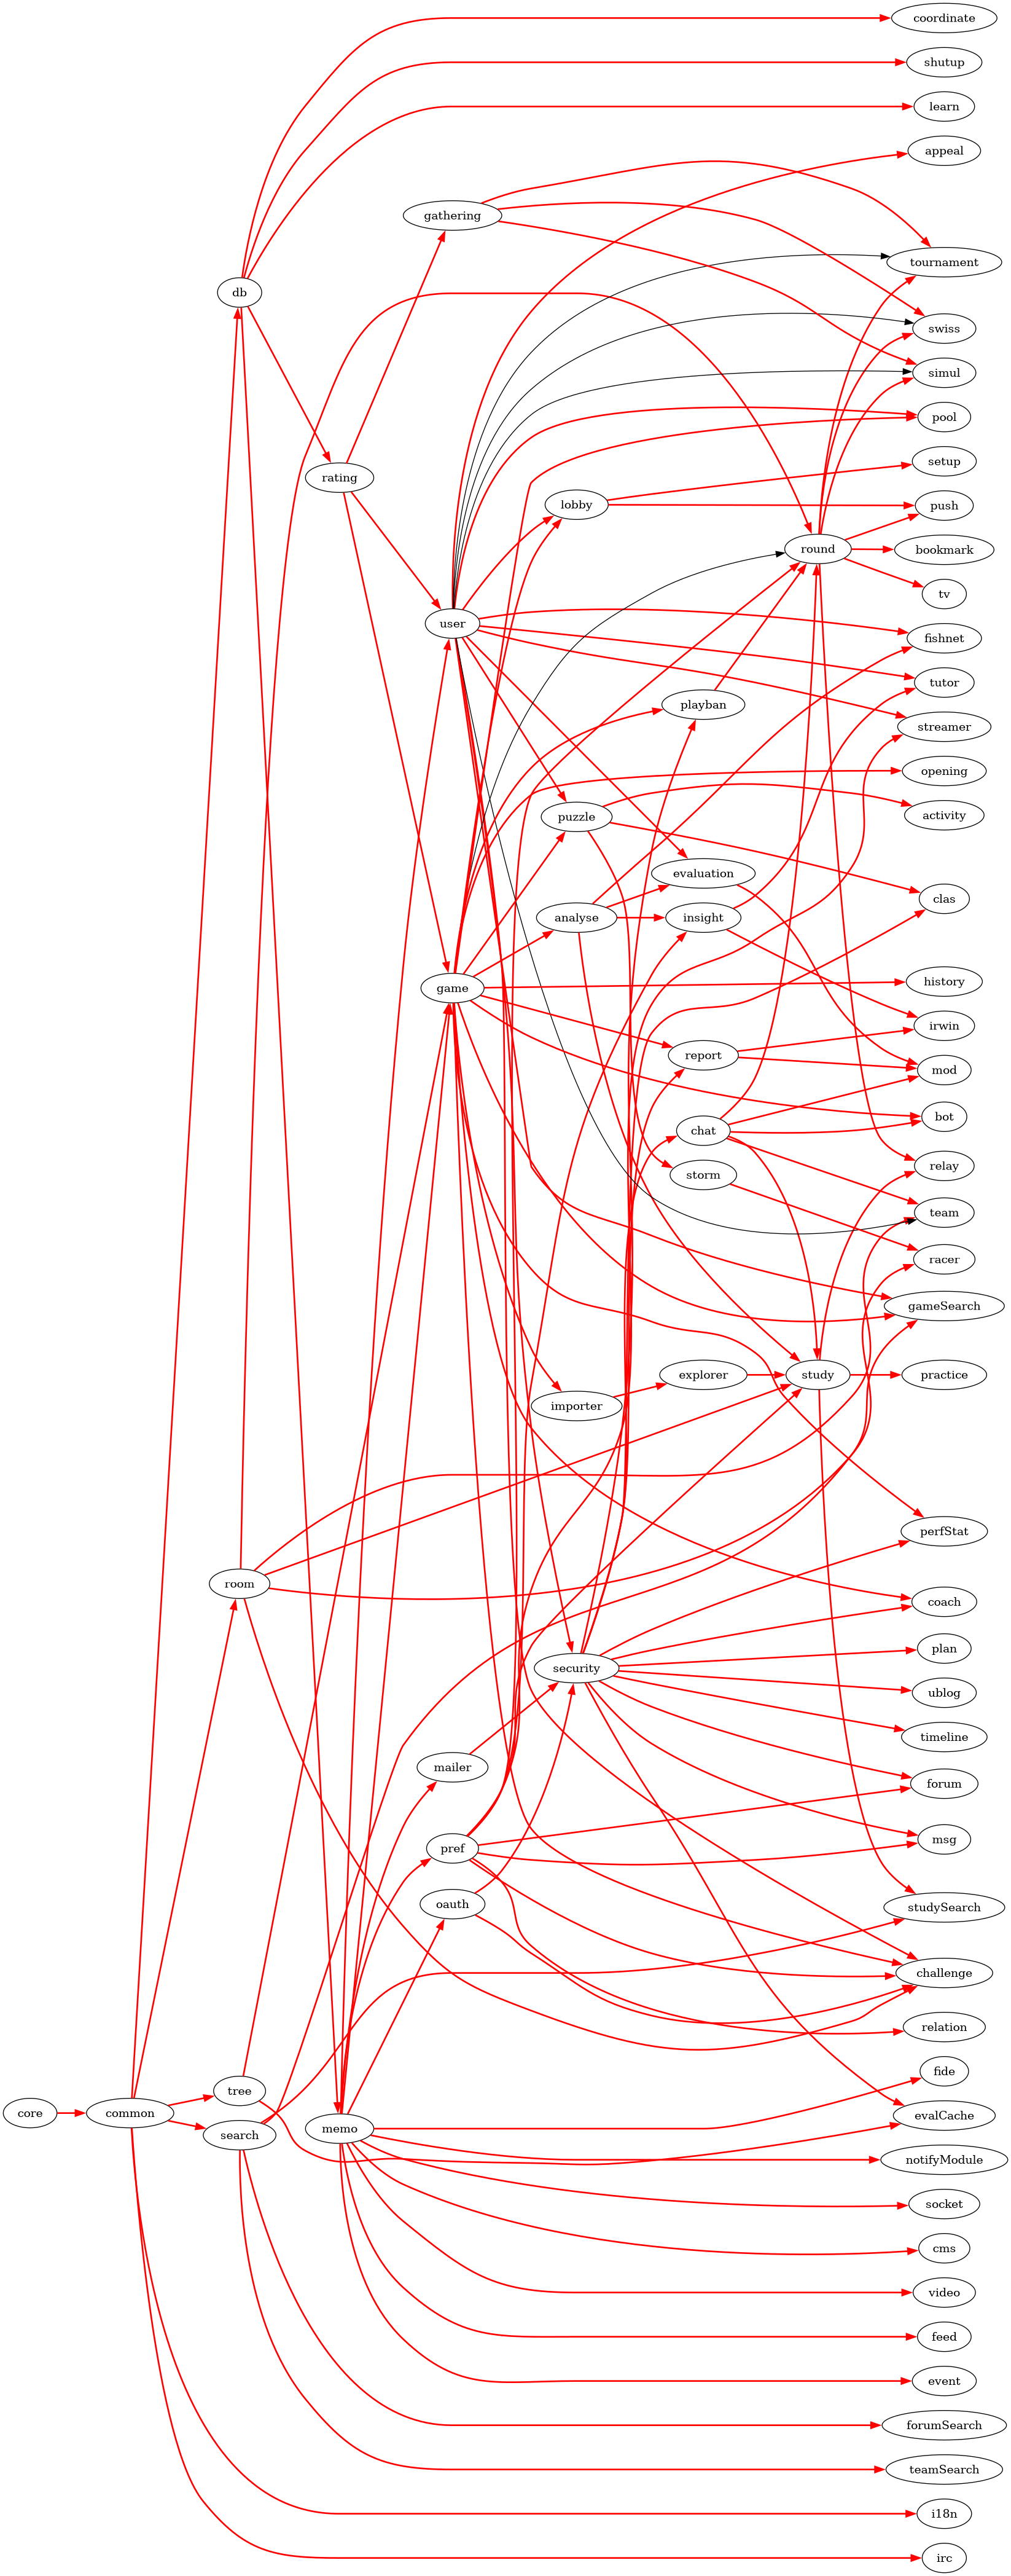 coordinate
shutup
learn
appeal
gathering
tournament
db
swiss
simul
pool
setup
rating
lobby
push
round
bookmark
tv
user
fishnet
tutor
playban
streamer
opening
puzzle
activity
evaluation
clas
analyse
insight
game
history
irwin
report
mod
bot
chat
relay
storm
team
racer
gameSearch
explorer
study
practice
importer
perfStat
room
coach
plan
security
ublog
timeline
mailer
forum
msg
pref
oauth
studySearch
challenge
relation
fide
tree
core
common
evalCache
memo
search
notifyModule
socket
cms
video
feed
event
forumSearch
teamSearch
i18n
irc